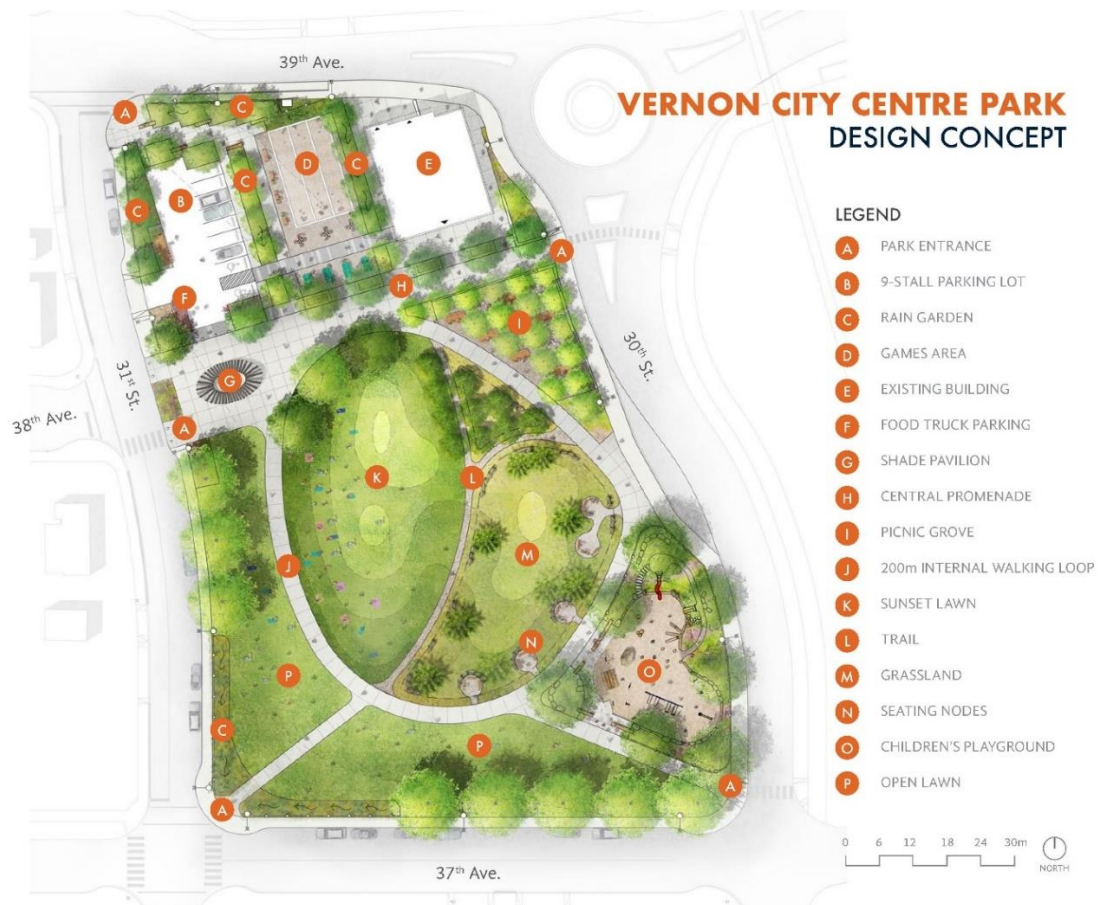 39th Ave.
VERNON CITY CENTRE PARK
DESIGN CONCEPT
A
C
C
B
C
D
C
E
A
F
H
I
G
A
31st St.
38th Ave.
30th St.
K
L
J
M
N
O
P
P
C
A
A
37th Ave.
LEGEND
A PARK ENTRANCE
B 9-STALL PARKING LOT
C RAIN GARDEN
D GAMES AREA
E EXISTING BUILDING
F FOOD TRUCK PARKING
G SHADE PAVILION
H CENTRAL PROMENADE
I PICNIC GROVE
J 200m INTERNAL WALKING LOOP
K SUNSET LAWN
L TRAIL
M GRASSLAND
N SEATING NODES
O CHILDREN'S PLAYGROUND
P OPEN LAWN
0 6 12 18 24 30m
NORTH